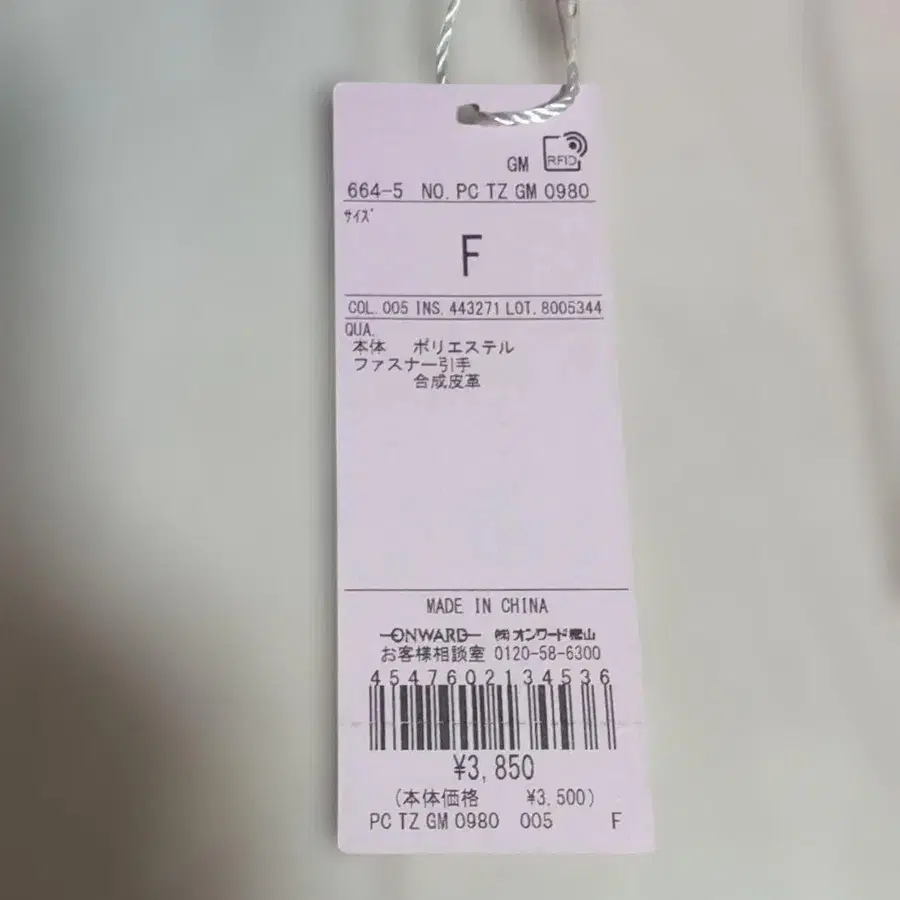 GM RFID
664-5 NO. PC TZ GM 0980
ｻｲｽﾞ
F
COL. 005 INS. 443271 LOT. 8005344
QUA.
本体 ポリエステル
ファスナー引手
合成皮革
MADE IN CHINA
ONWARD ㈱オンワード樫山
お客様相談室 0120-58-6300
4547602134536
¥3,850
(本体価格 ¥3,500)
PC TZ GM 0980 005 F